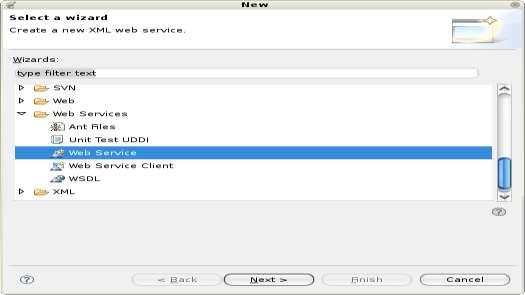 New
Select a wizard
Create a new XML web service.
Wizards:
type filter text
SVN
Web
Web Services
Ant Files
Unit Test UDDI
Web Service
Web Service Client
WSDL
XML
< Back
Next >
Finish
Cancel